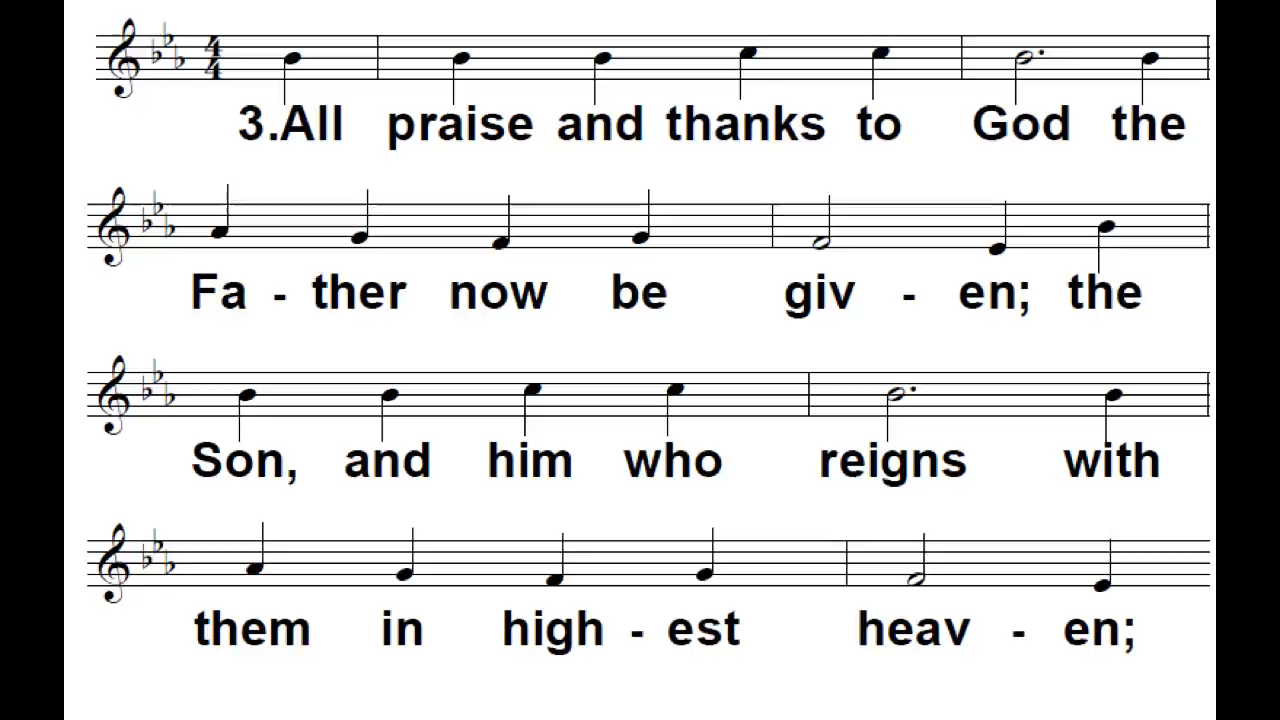 3.All praise and thanks to God the
Fa - ther now be giv - en; the
Son, and him who reigns with
them in high - est heav - en;